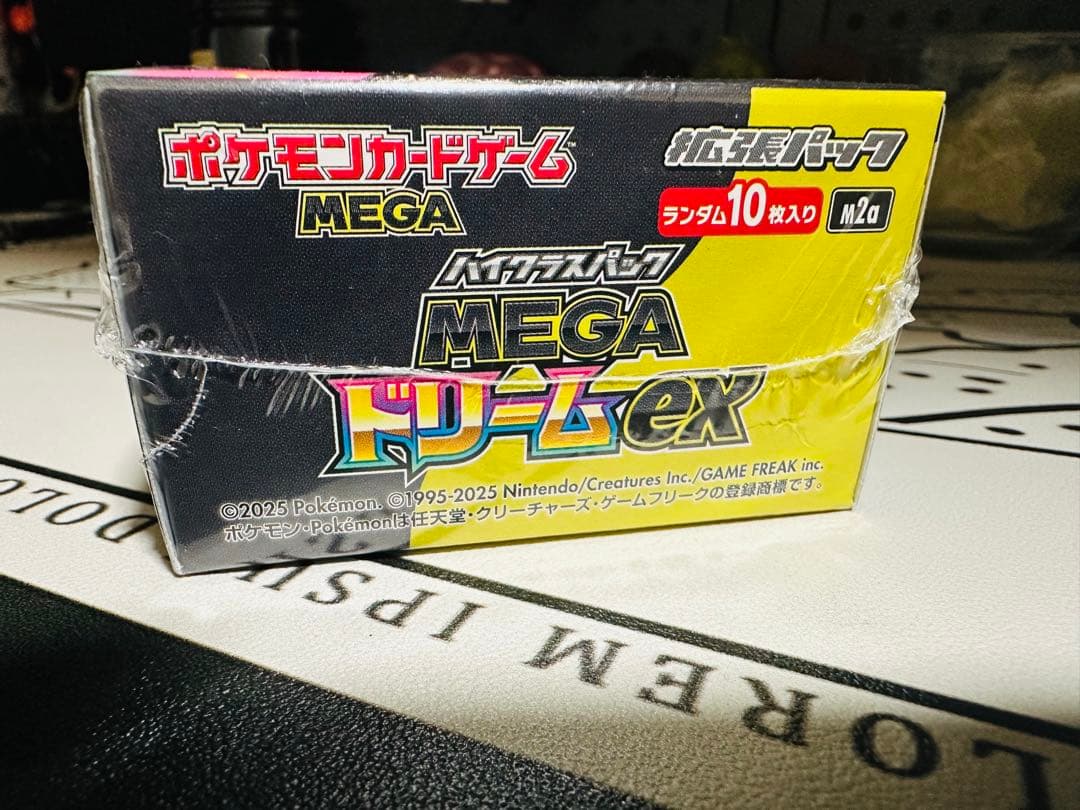 ポケモンカードゲーム™
MEGA
拡張パック
ランダム10枚入り
M2a
ハイクラスパック
MEGA
ドリームex
©2025 Pokémon. ©1995-2025 Nintendo/Creatures Inc./GAME FREAK inc.
ポケモン・Pokémonは任天堂・クリーチャーズ・ゲームフリークの登録商標です。
LOREM IPSUM DOLO